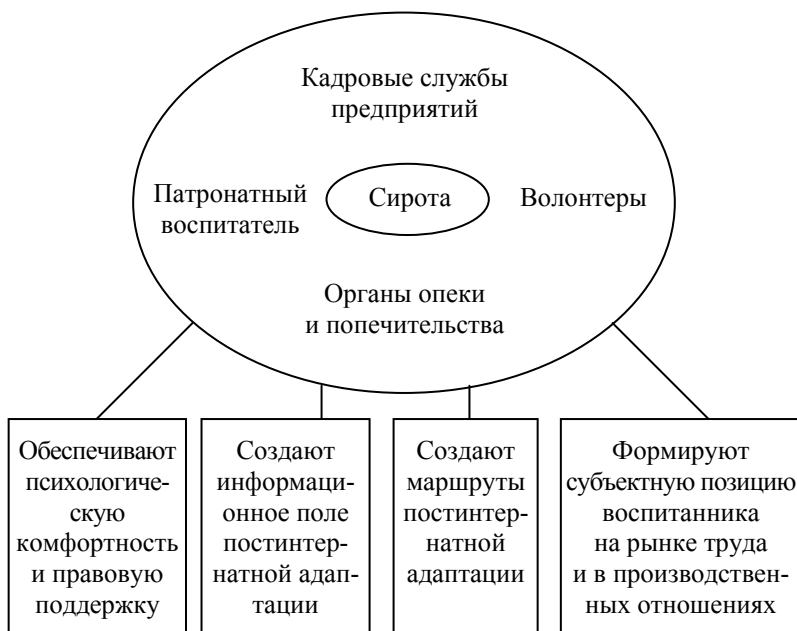 Кадровые службы
предприятий
Патронатный
воспитатель
Сирота
Волонтеры
Органы опеки
и попечительства
Обеспечивают
психологиче-
скую
комфортность
и правовую
поддержку
Создают
информаци-
онное поле
постинтер-
натной адап-
тации
Создают
маршруты
постинтер-
натной
адаптации
Формируют
субъектную позицию
воспитанника
на рынке труда
и в производствен-
ных отношениях